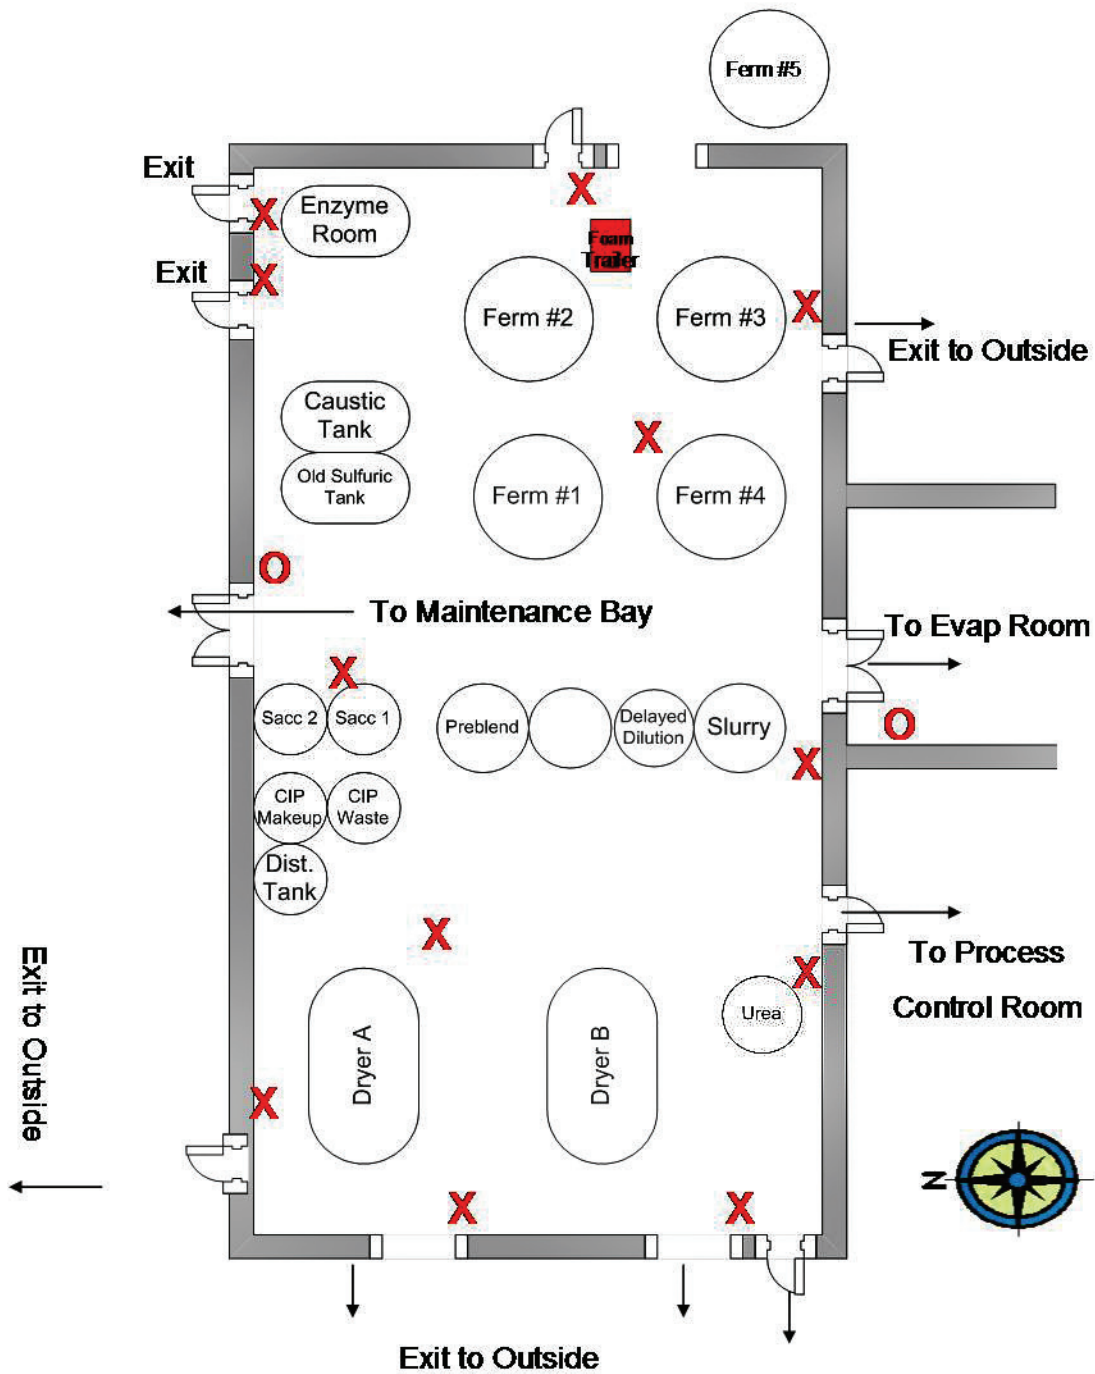 Ferm #5
Exit
X
Enzyme
Room
X
Foam
Trailer
Exit
X
Ferm #2
Ferm #3
X
Exit to Outside
Caustic
Tank
X
Old Sulfuric
Tank
Ferm #1
Ferm #4
O
To Maintenance Bay
To Evap Room
X
Sacc 2
Sacc 1
Preblend
Delayed
Dilution
Slurry
O
X
CIP
Makeup
CIP
Waste
Dist.
Tank
X
To Process
Control Room
X
Urea
Exit to Outside
Dryer A
Dryer B
X
N
X
X
Exit to Outside